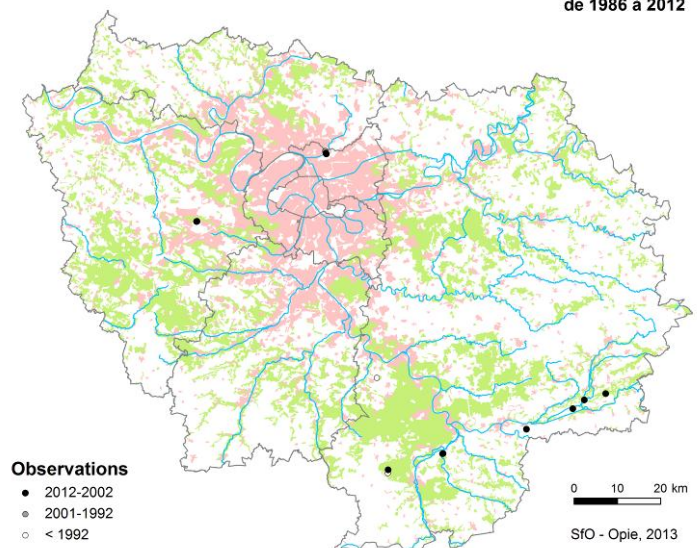 de 1986 à 2012
Observations
2012-2002
2001-1992
< 1992
0 10 20 km
SfO - Opie, 2013